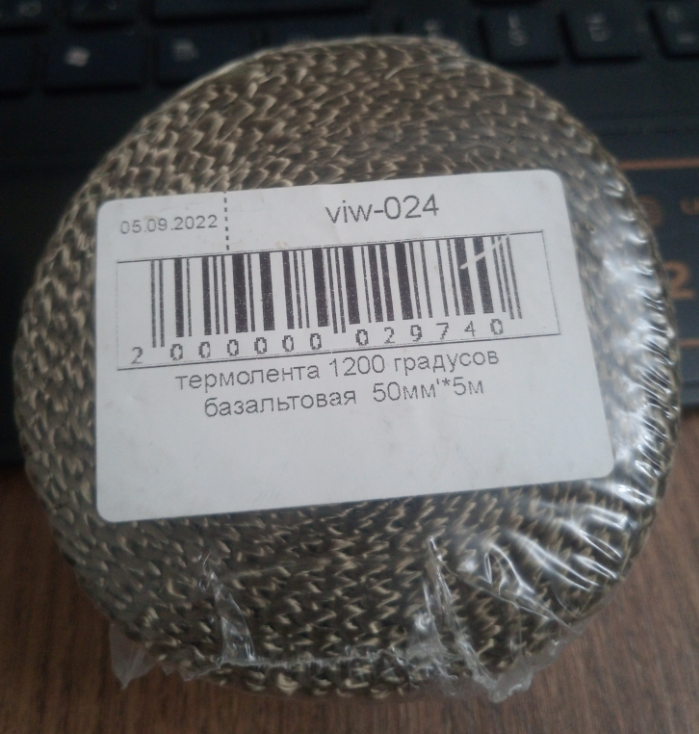 05.09.2022 viw-024
2 000000 029740
термолента 1200 градусов
базальтовая 50мм'*5м